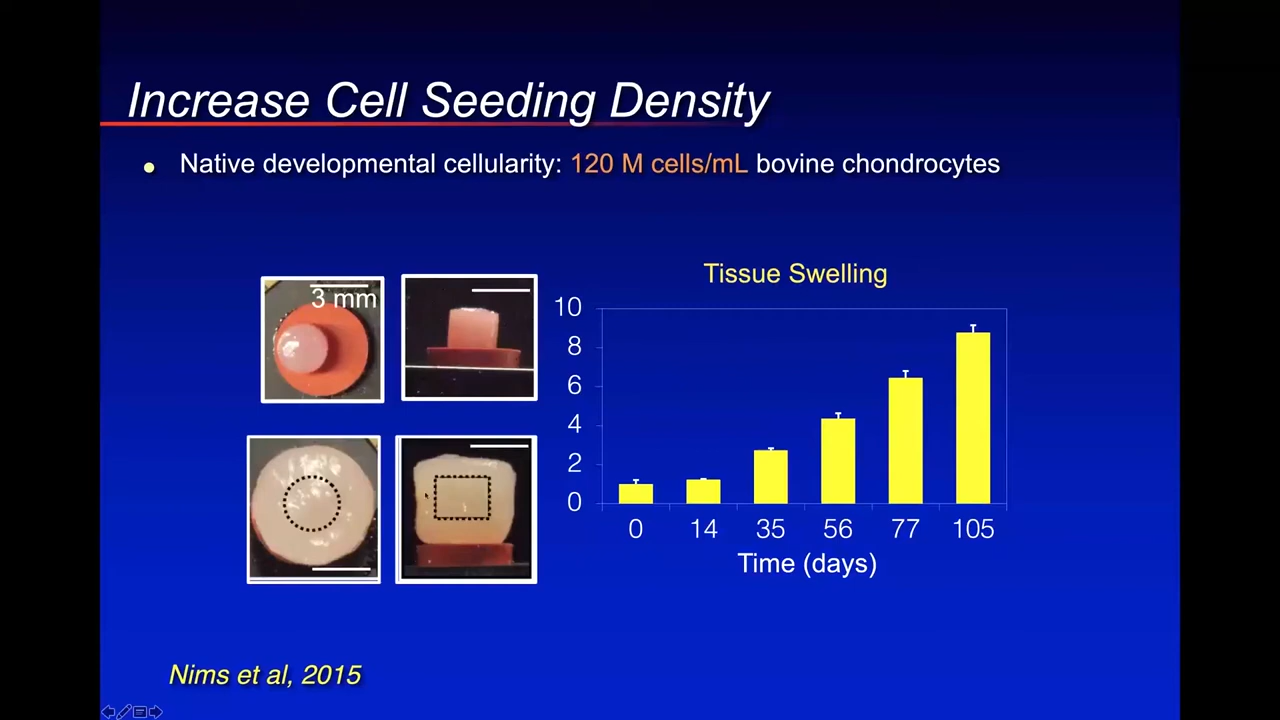 Increase Cell Seeding Density
Native developmental cellularity: 120 M cells/mL bovine chondrocytes
3 mm
Tissue Swelling
10
8
6
4
2
0
0 14 35 56 77 105
Time (days)
Nims et al, 2015